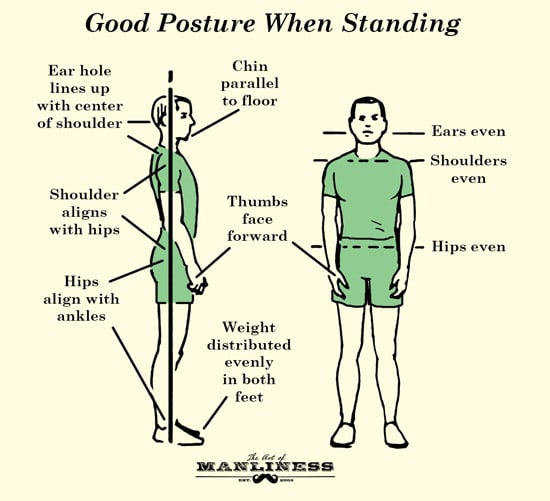 Good Posture When Standing
Ear hole
lines up
with center
of shoulder
Chin
parallel
to floor
Ears even
Shoulders
even
Shoulder
aligns
with hips
Thumbs
face
forward
Hips even
Hips
align with
ankles
Weight
distributed
evenly
in both
feet
The Art of
MANLINESS
EST. 2008